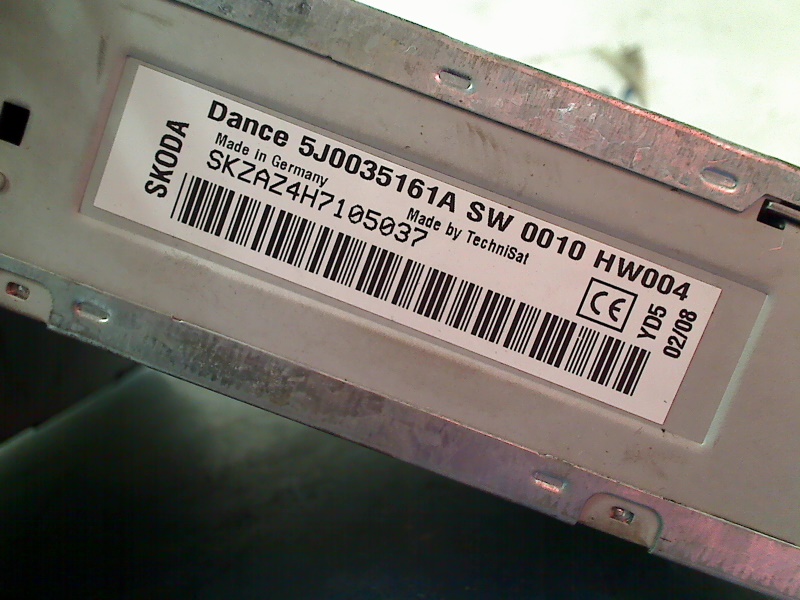 SKODA
Dance 5J0035161A SW 0010 HW004
Made in Germany
Made by TechniSat
SKZAZ4H7105037
CE
YD5
02/08